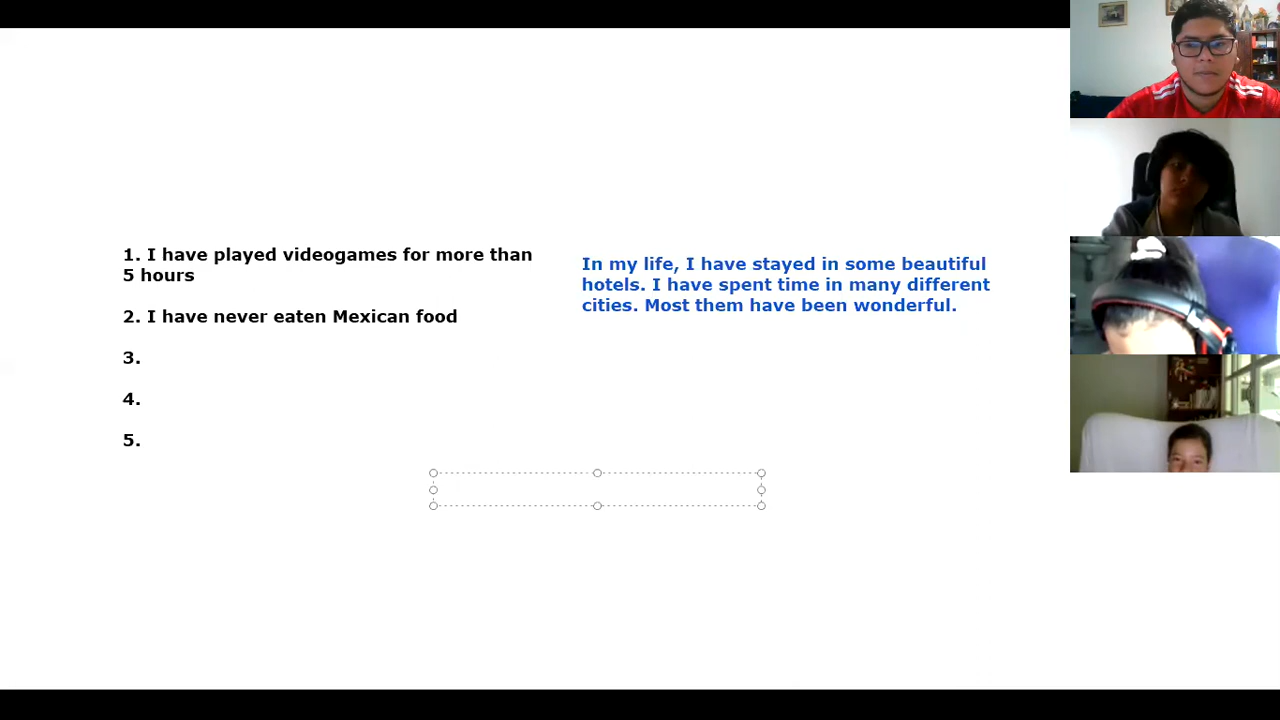 1. I have played videogames for more than
5 hours
2. I have never eaten Mexican food
3.
4.
5.
In my life, I have stayed in some beautiful
hotels. I have spent time in many different
cities. Most them have been wonderful.